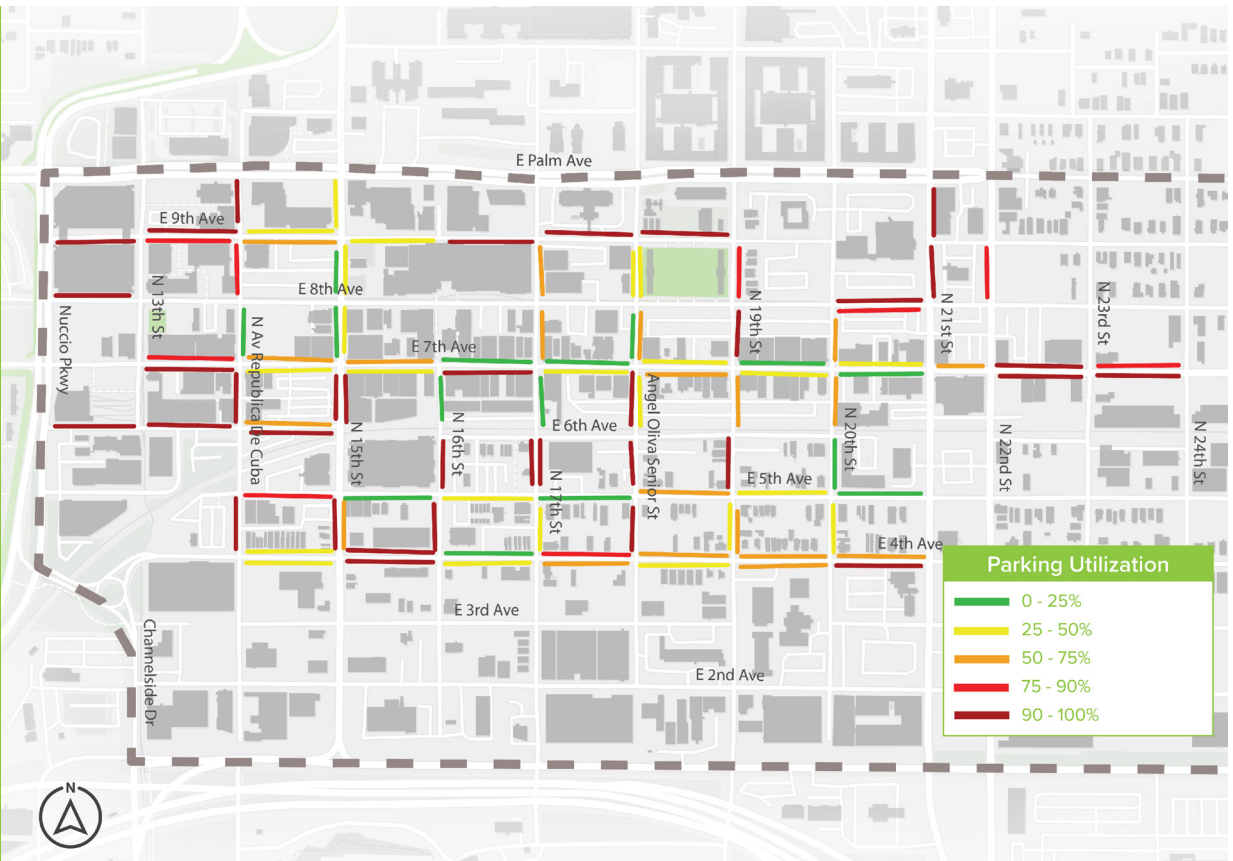 E Palm Ave
E 9th Ave
E 8th Ave
E 7th Ave
E 6th Ave
E 5th Ave
E 4th Ave
E 3rd Ave
E 2nd Ave
Nuccio Pkwy
N 13th St
N Av Republica De Cuba
N 15th St
N 16th St
N 17th St
Angel Oliva Senior St
N 19th St
N 20th St
N 21st St
N 22nd St
N 23rd St
N 24th St
Channelside Dr
Parking Utilization
0 - 25%
25 - 50%
50 - 75%
75 - 90%
90 - 100%
N